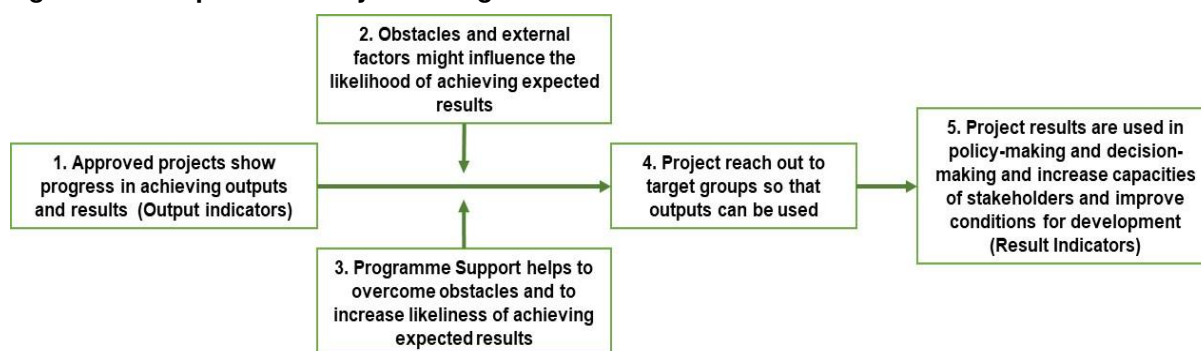 1. Approved projects show
progress in achieving outputs
and results (Output indicators)
2. Obstacles and external
factors might influence the
likelihood of achieving expected
results
3. Programme Support helps to
overcome obstacles and to
increase likeliness of achieving
expected results
4. Project reach out to
target groups so that
outputs can be used
5. Project results are used in
policy-making and decision-
making and increase capacities
of stakeholders and improve
conditions for development
(Result Indicators)